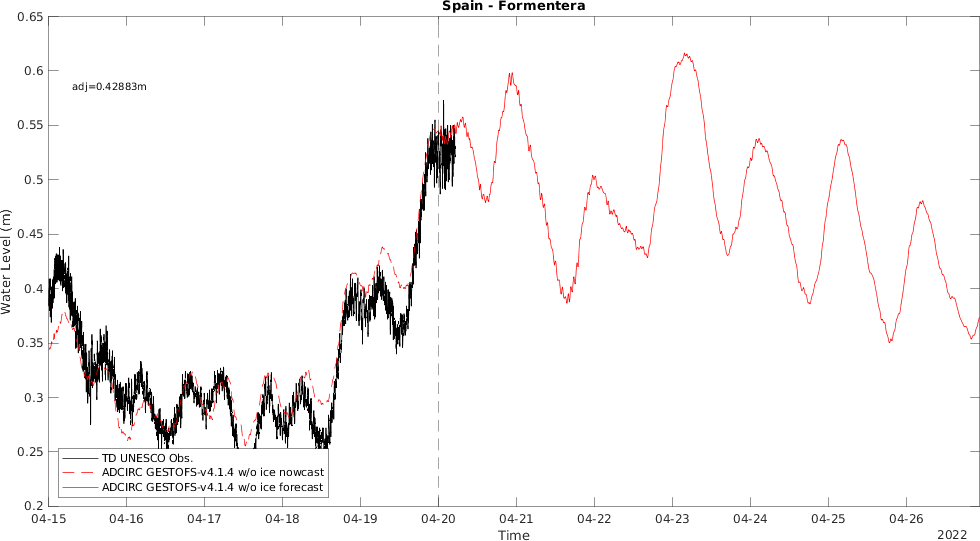 Spain - Formentera
0.65
0.6
0.55
0.5
0.45
0.4
0.35
0.3
0.25
0.2
Water Level (m)
adj=0.42883m
TD UNESCO Obs.
ADCIRC GESTOFS-v4.1.4 w/o ice nowcast
ADCIRC GESTOFS-v4.1.4 w/o ice forecast
04-15 04-16 04-17 04-18 04-19 04-20 04-21 04-22 04-23 04-24 04-25 04-26
Time
2022